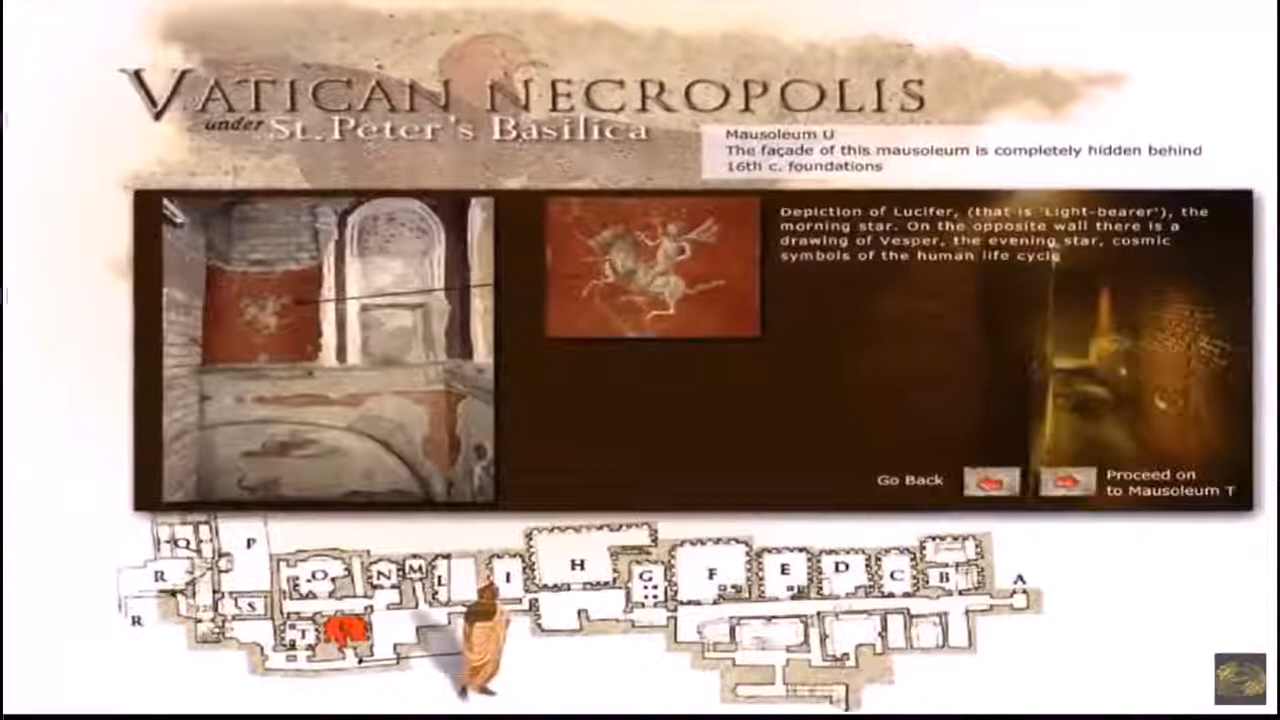 VATICAN NECROPOLIS
under St. Peter's Basilica
Mausoleum U
The façade of this mausoleum is completely hidden behind
16th c. foundations
Depiction of Lucifer, (that is 'Light-bearer'), the
morning star. On the opposite wall there is a
drawing of Vesper, the evening star, cosmic
symbols of the human life cycle
Go Back
Proceed on
to Mausoleum T
Q P
R O N M L I H G F E D C B A
S
R T U